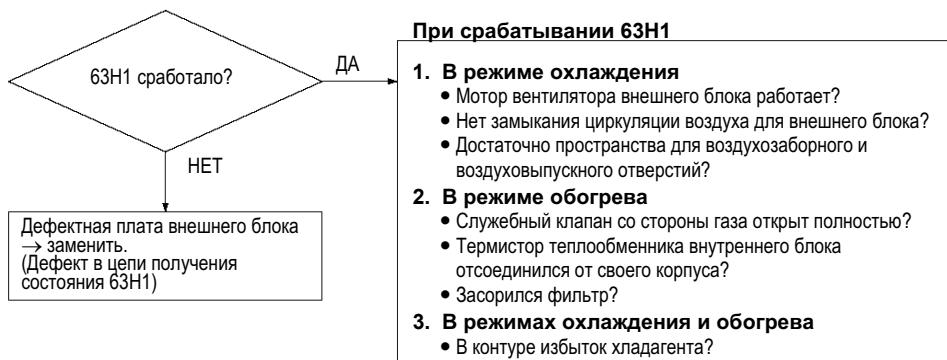 63H1 сработало?
ДА
НЕТ
Дефектная плата внешнего блока
→ заменить.
(Дефект в цепи получения
состояния 63H1)
При срабатывании 63H1
1. В режиме охлаждения
• Мотор вентилятора внешнего блока работает?
• Нет замыкания циркуляции воздуха для внешнего блока?
• Достаточно пространства для воздухозаборного и
воздуховыпускного отверстий?
2. В режиме обогрева
• Служебный клапан со стороны газа открыт полностью?
• Термистор теплообменника внутреннего блока
отсоединился от своего корпуса?
• Засорился фильтр?
3. В режимах охлаждения и обогрева
• В контуре избыток хладагента?